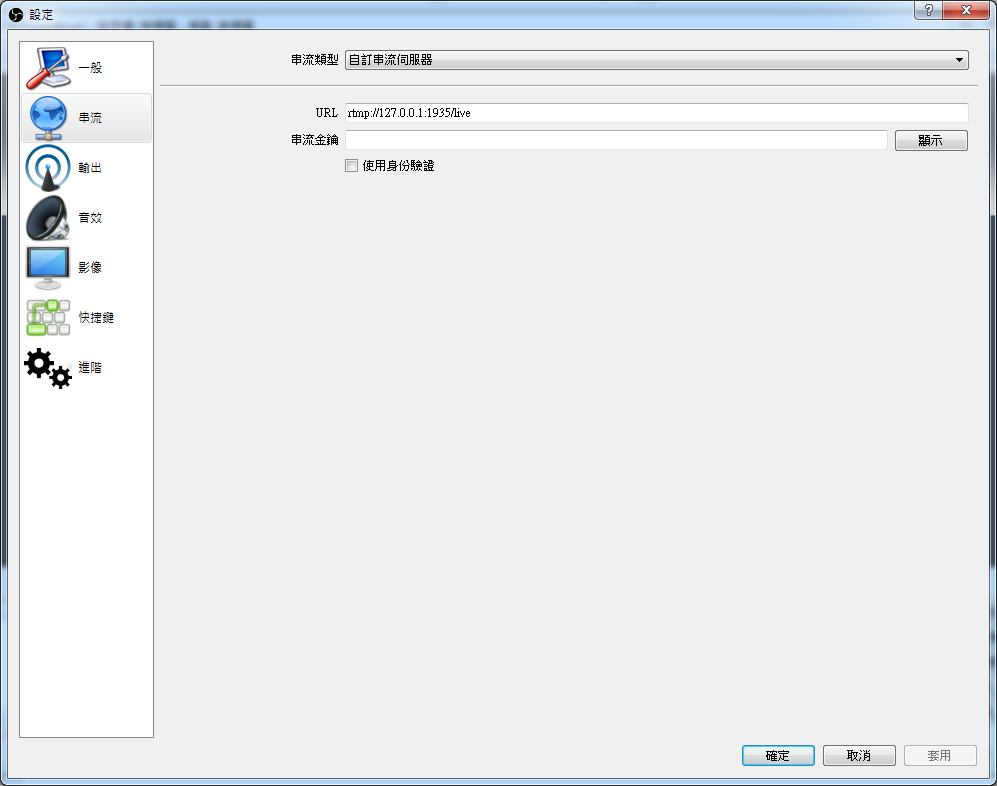 設定
?
一般
串流
輸出
音效
影像
快捷鍵
進階
串流類型 自訂串流伺服器
URL rtmp://127.0.0.1:1935/live
串流金鑰 顯示
使用身份驗證
確定 取消 套用